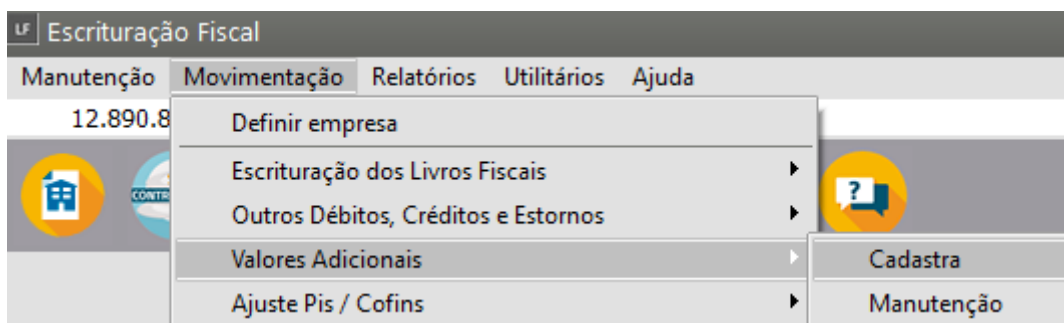 LF Escrituração Fiscal
Manutenção Movimentação Relatórios Utilitários Ajuda
12.890.8
Definir empresa
Escrituração dos Livros Fiscais
CONTR
?
Outros Débitos, Créditos e Estornos
Valores Adicionais
Cadastra
Ajuste Pis / Cofins
Manutenção